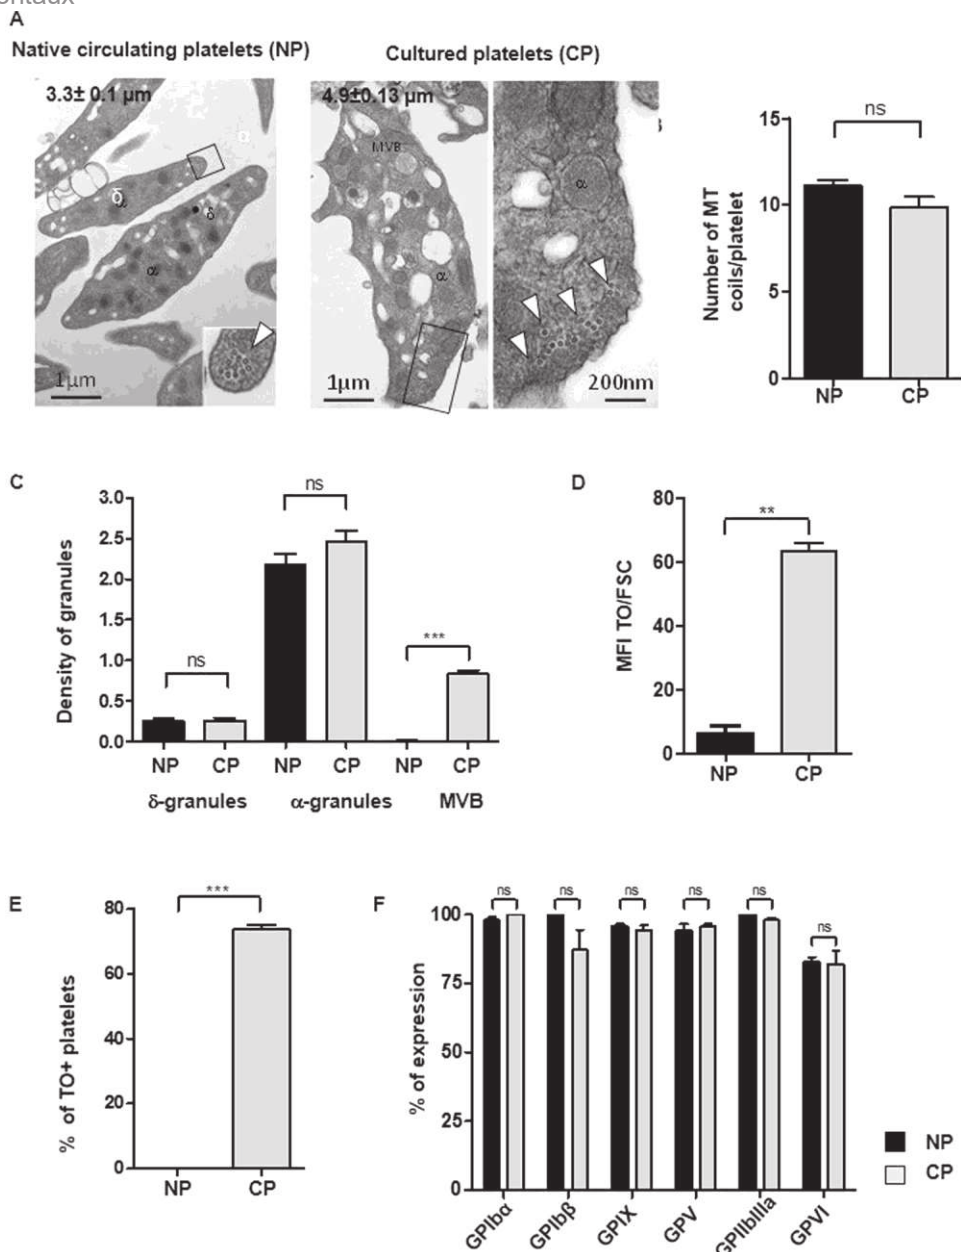 A
Native circulating platelets (NP)
Cultured platelets (CP)
3.3± 0.1 µm
α
δ
α
δ
α
1µm
4.9±0.13 µm
MVB
α
1µm
α
200nm
15
10
5
0
Number of MT
coils/platelet
ns
NP CP
C
3.0
2.5
2.0
1.5
1.0
0.5
0.0
Density of granules
ns
ns
***
NP CP NP CP NP CP
δ-granules α-granules MVB
D
80
60
40
20
0
MFI TO/FSC
**
NP CP
E
80
60
40
20
0
% of TO+ platelets
***
NP CP
F
100
75
50
25
0
% of expression
ns ns ns ns ns ns
GPIbα GPIbβ GPIX GPV GPIIbIIIa GPVI
NP
CP